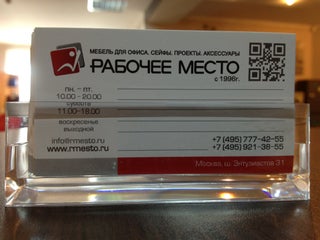 МЕБЕЛЬ ДЛЯ ОФИСА. СЕЙФЫ. ПРОЕКТЫ. АКСЕССУАРЫ
РАБОЧЕЕ МЕСТО
с 1996г.
пн. – пт.
10.00 - 20.00
суббота
11.00-18.00
воскресенье
выходной
info@rmesto.ru
www.rmesto.ru
+7 (495) 777-42-55
+7 (495) 921-38-55
Москва, ш. Энтузиастов 31